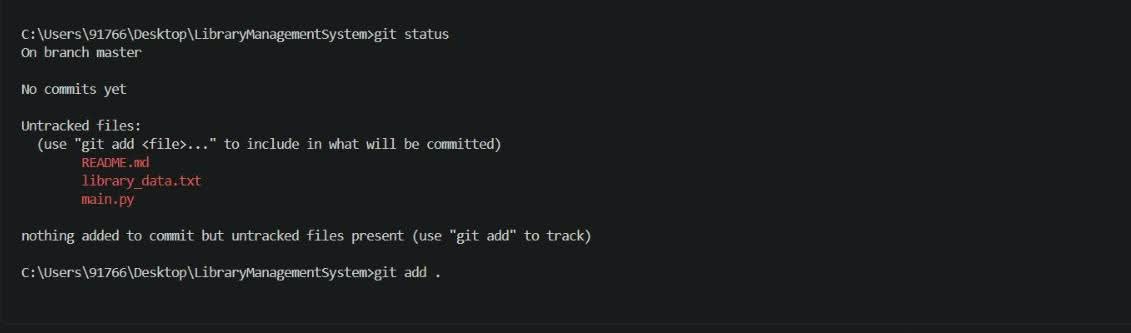 C:\Users\91766\Desktop\LibraryManagementSystem>git status
On branch master
No commits yet
Untracked files:
(use "git add <file>..." to include in what will be committed)
README.md
library_data.txt
main.py
nothing added to commit but untracked files present (use "git add" to track)
C:\Users\91766\Desktop\LibraryManagementSystem>git add .